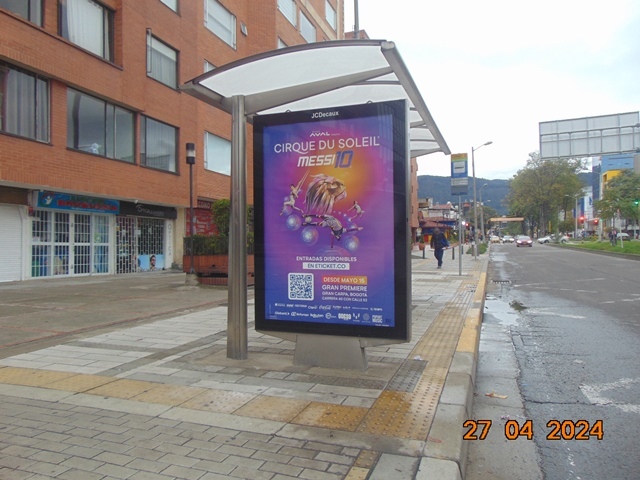 JCDecaux
AVAL
CIRQUE DU SOLEIL
MESSI10
ENTRADAS DISPONIBLES
EN ETICKET.CO
DESDE MAYO 16
GRAN PREMIERE
GRAN CARPA, BOGOTÁ
27 04 2024